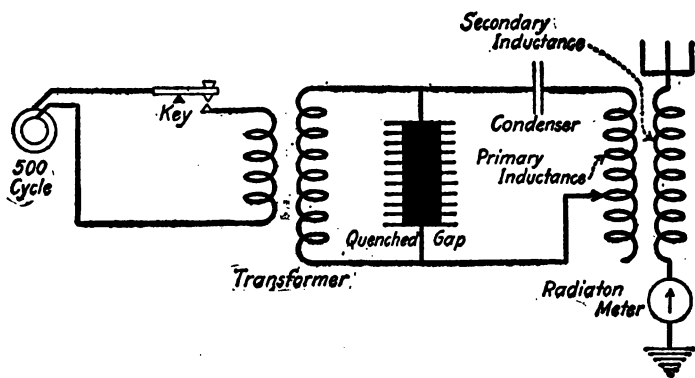 Secondary
Inductance
Key
Condenser
500
Cycle
Primary
Inductance
Quenched Gap
Transformer
Radiaton
Meter